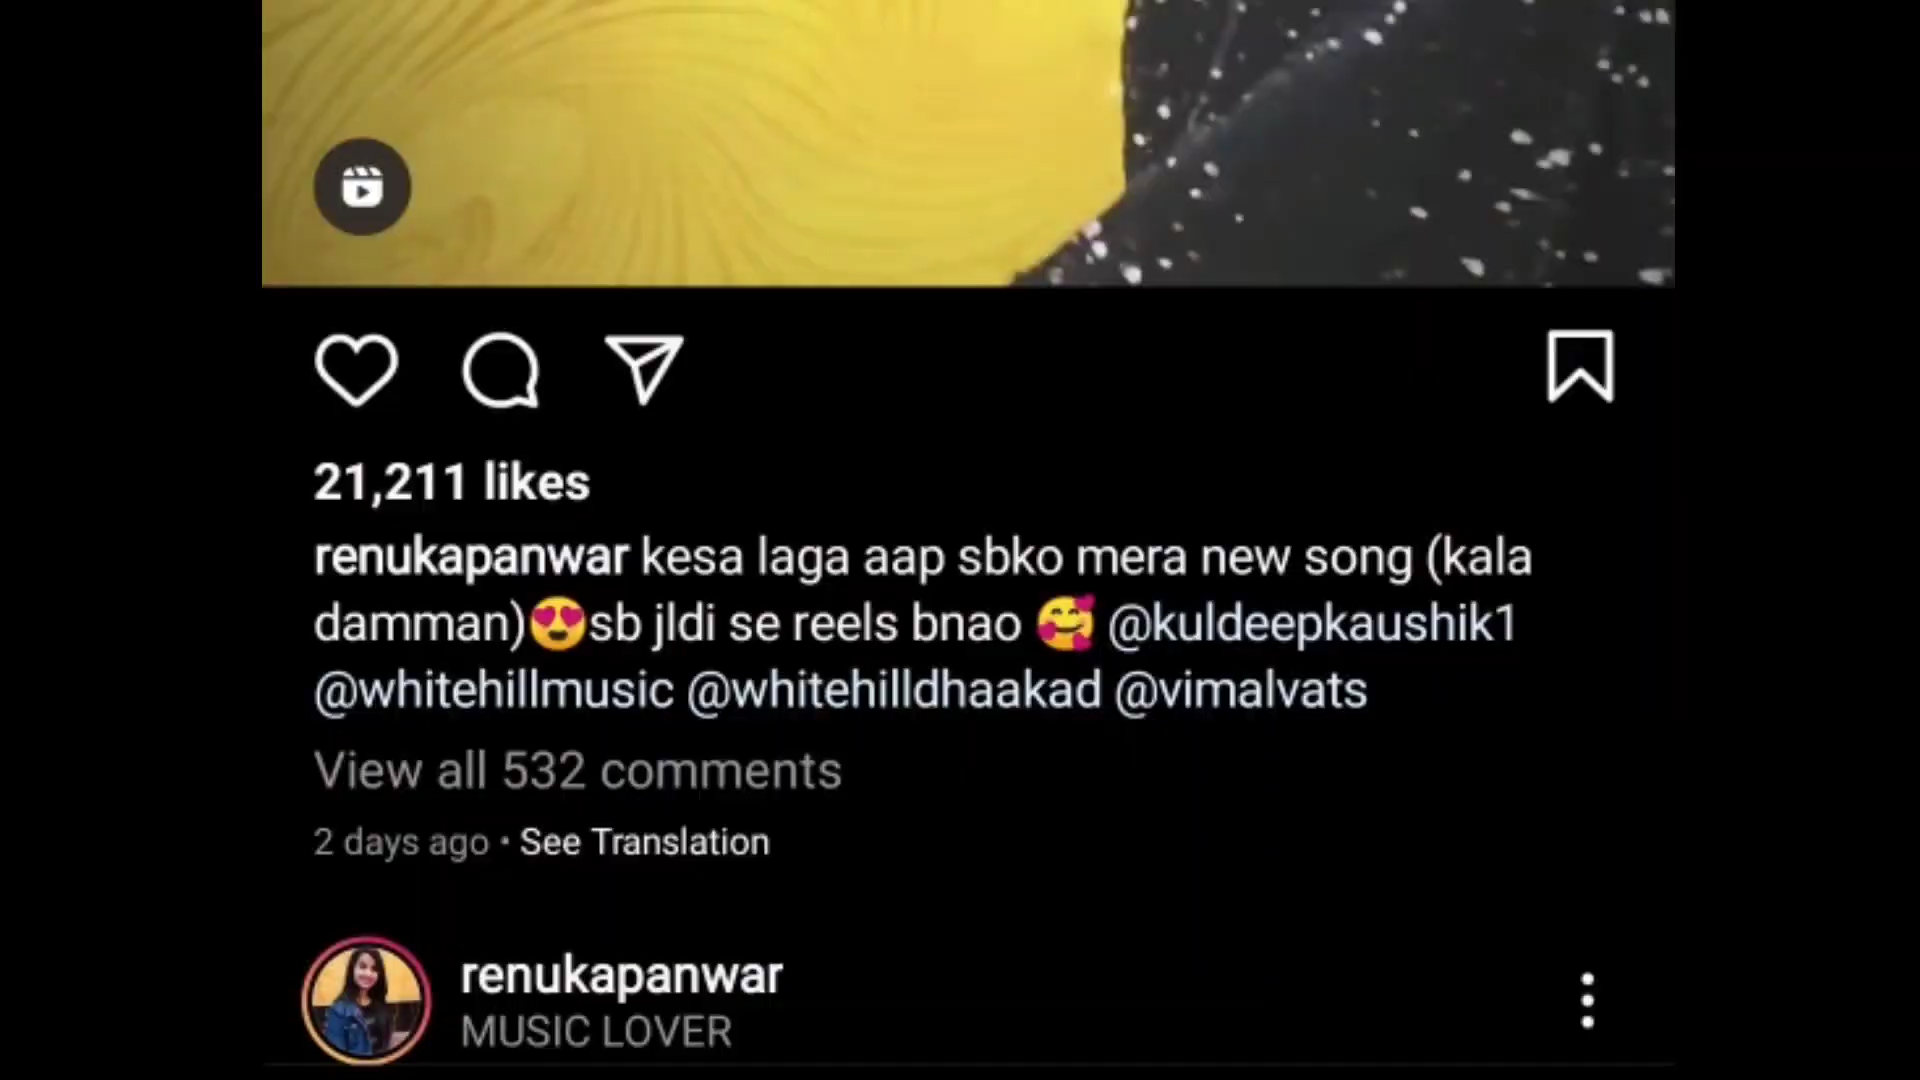 21,211 likes
renukapanwar kesa laga aap sbko mera new song (kala
damman)😍sb jldi se reels bnao 🥰 @kuldeepkaushik1
@whitehillmusic @whitehilldhaakad @vimalvats
View all 532 comments
2 days ago • See Translation
renukapanwar
MUSIC LOVER